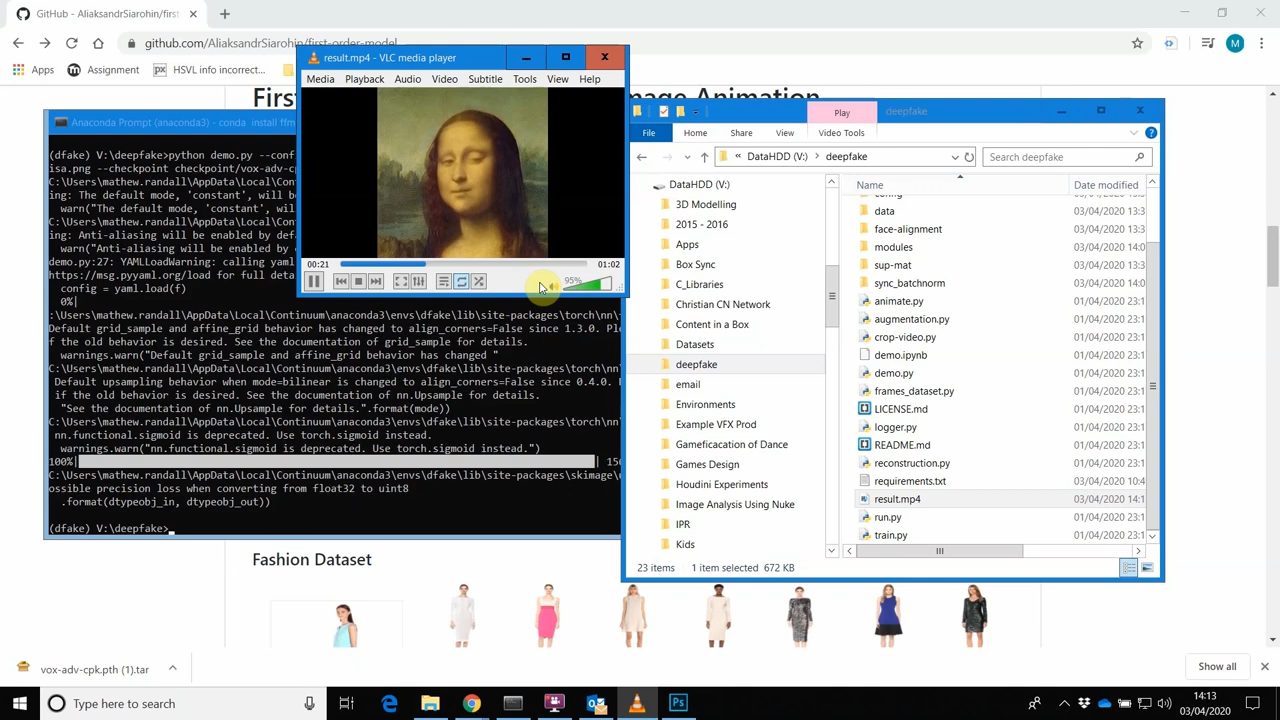 GitHub - AliaksandrSiarohin/first-
github.com/AliaksandrSiarohin/first-order-model
M
Apps
Assignment
px
HSVL info incorrect...
Firs
Image Animation
result.mp4 - VLC media player
Media Playback Audio Video Subtitle Tools View Help
00:21
01:02
95%
Anaconda Prompt (anaconda3) - conda install ffm
(dfake) V:\deepfake>python demo.py --conf
isa.png --checkpoint checkpoint/vox-adv-cp
C:\Users\mathew.randall\AppData\Local\Con
ing: The default mode, 'constant', will be
warn("The default mode, 'constant', wil
C:\Users\mathew.randall\AppData\Local\Con
ing: Anti-aliasing will be enabled by def
warn("Anti-aliasing will be enabled by
demo.py:27: YAMLLoadWarning: calling yaml
https://msg.pyyaml.org/load for full deta
config = yaml.load(f)
0%|
:\Users\mathew.randall\AppData\Local\Continuum\anaconda3\envs\dfake\lib\site-packages\torch\nn
Default grid_sample and affine_grid behavior has changed to align_corners=False since 1.3.0. Ple
f the old behavior is desired. See the documentation of grid_sample for details.
warnings.warn("Default grid_sample and affine_grid behavior has changed "
C:\Users\mathew.randall\AppData\Local\Continuum\anaconda3\envs\dfake\lib\site-packages\torch\nn
Default upsampling behavior when mode=bilinear is changed to align_corners=False since 0.4.0.
if the old behavior is desired. See the documentation of nn.Upsample for details.
"See the documentation of nn.Upsample for details.".format(mode))
C:\Users\mathew.randall\AppData\Local\Continuum\anaconda3\envs\dfake\lib\site-packages\torch\nn
nn.functional.sigmoid is deprecated. Use torch.sigmoid instead.
warnings.warn("nn.functional.sigmoid is deprecated. Use torch.sigmoid instead.")
100%|
| 150
C:\Users\mathew.randall\AppData\Local\Continuum\anaconda3\envs\dfake\lib\site-packages\skimage\
ossible precision loss when converting from float32 to uint8
.format(dtypeobj_in, dtypeobj_out))
(dfake) V:\deepfake>
Play
deepfake
File Home Share View Video Tools
« DataHDD (V:) › deepfake
Search deepfake
DataHDD (V:)
3D Modelling
2015 - 2016
Apps
Box Sync
C_Libraries
Christian CN Network
Content in a Box
Datasets
deepfake
email
Environments
Example VFX Prod
Gameficacation of Dance
Games Design
Houdini Experiments
Image Analysis Using Nuke
IPR
Kids
Name Date modified
config 03/04/2020 13:3
data 03/04/2020 13:3
face-alignment 03/04/2020 13:3
modules 03/04/2020 14:0
sup-mat 03/04/2020 13:3
sync_batchnorm 03/04/2020 14:0
animate.py 01/04/2020 23:1
augmentation.py 01/04/2020 23:1
crop-video.py 01/04/2020 23:1
demo.ipynb 01/04/2020 23:1
demo.py 01/04/2020 23:1
frames_dataset.py 01/04/2020 23:1
LICENSE.md 01/04/2020 23:1
logger.py 01/04/2020 23:1
README.md 01/04/2020 23:1
reconstruction.py 01/04/2020 23:1
requirements.txt 01/04/2020 23:1
result.mp4 03/04/2020 14:1
run.py 01/04/2020 23:1
train.py 01/04/2020 23:1
23 items 1 item selected 672 KB
Fashion Dataset
vox-adv-cpk.pth (1).tar
Show all
Type here to search
Ps
14:13
03/04/2020